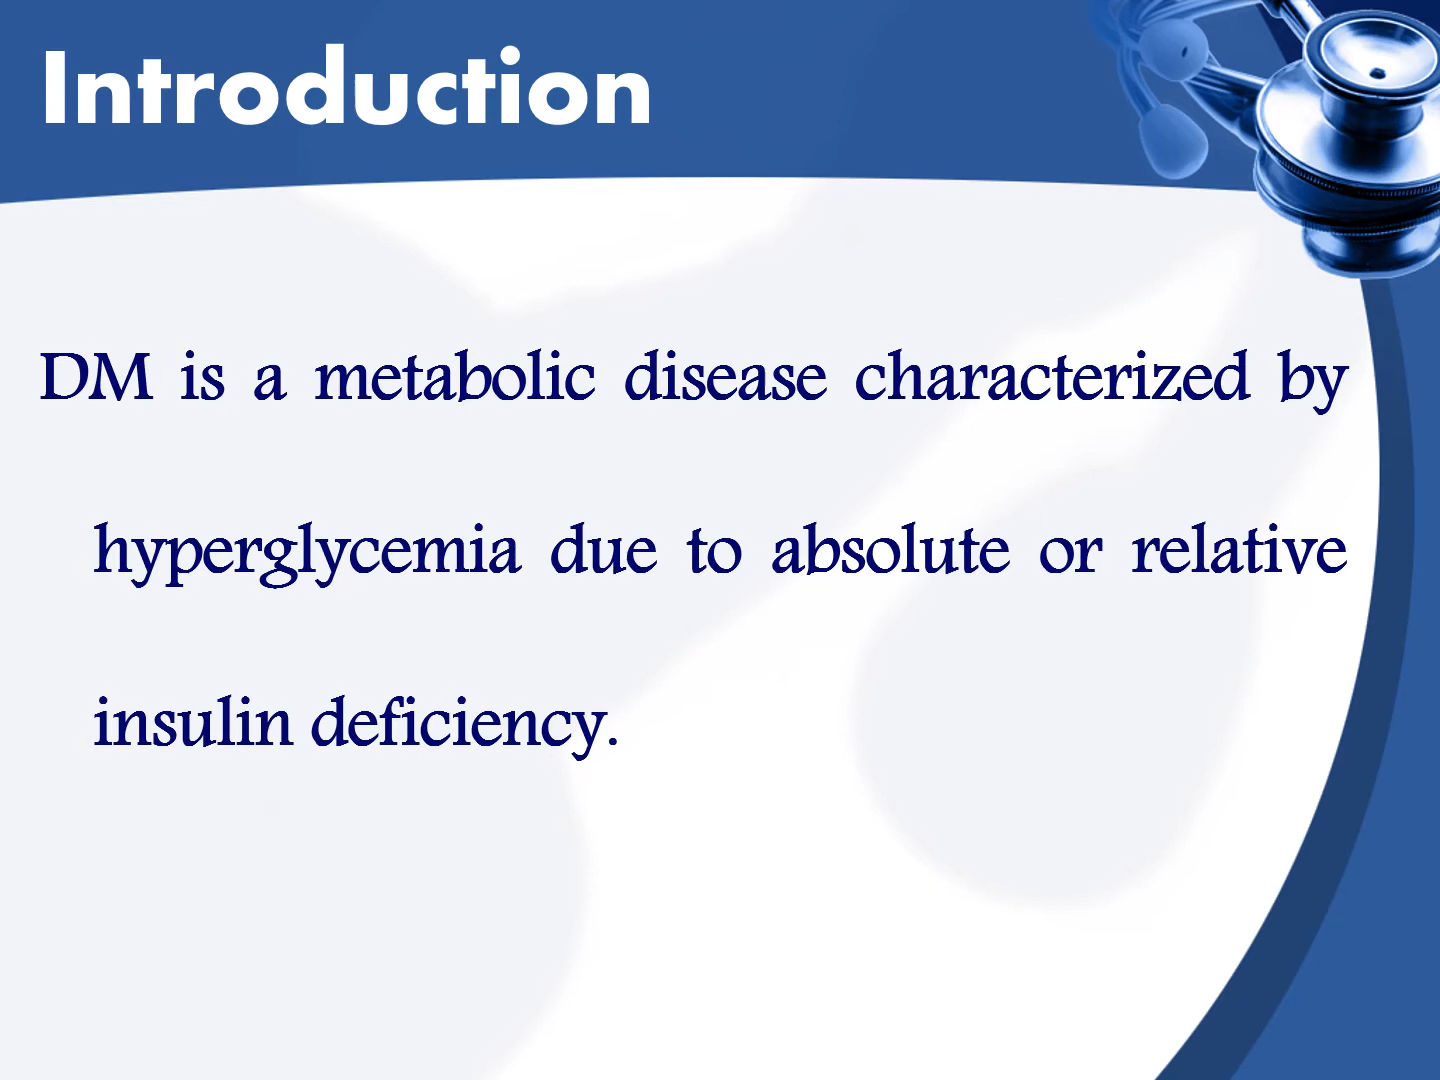 Introduction
DM is a metabolic disease characterized by
hyperglycemia due to absolute or relative
insulin deficiency.